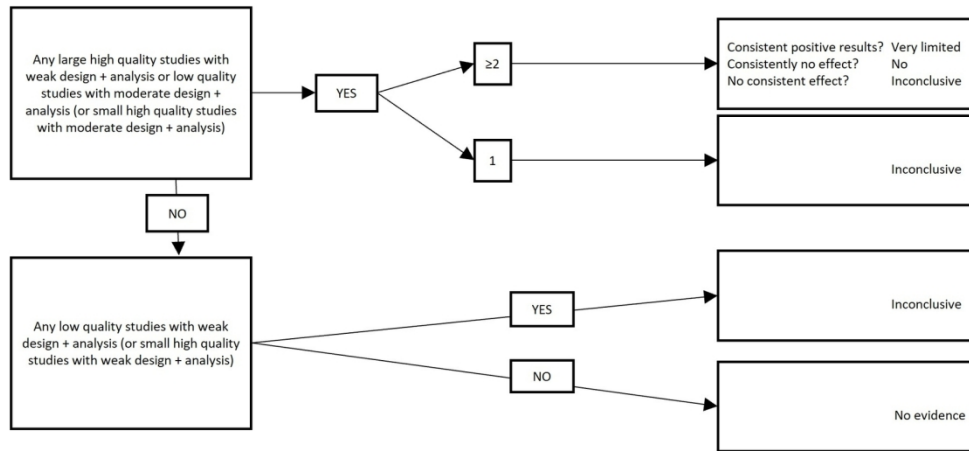 Any large high quality studies with
weak design + analysis or low quality
studies with moderate design +
analysis (or small high quality studies
with moderate design + analysis)
YES
≥2
Consistent positive results? Very limited
Consistently no effect? No
No consistent effect? Inconclusive
1
Inconclusive
NO
Any low quality studies with weak
design + analysis (or small high quality
studies with weak design + analysis)
YES
Inconclusive
NO
No evidence